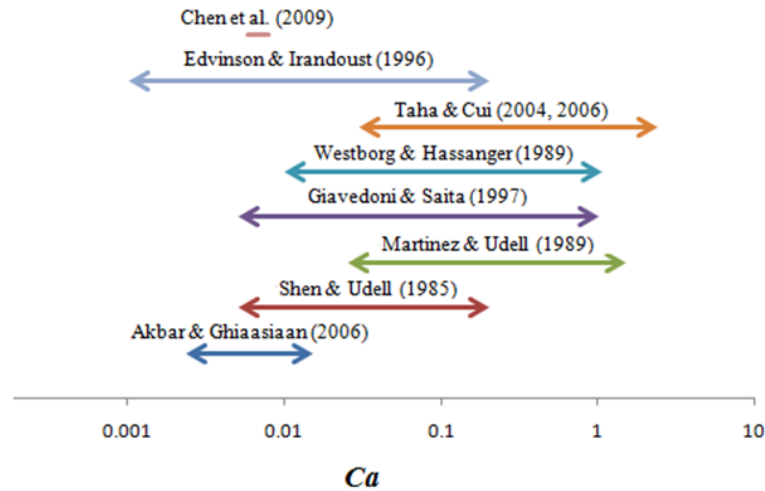 Chen et al. (2009)
Edvinson & Irandoust (1996)
Taha & Cui (2004, 2006)
Westborg & Hassanger (1989)
Giavedoni & Saita (1997)
Martinez & Udell (1989)
Shen & Udell (1985)
Akbar & Ghiaasiaan (2006)
0.001 0.01 0.1 1 10
Ca